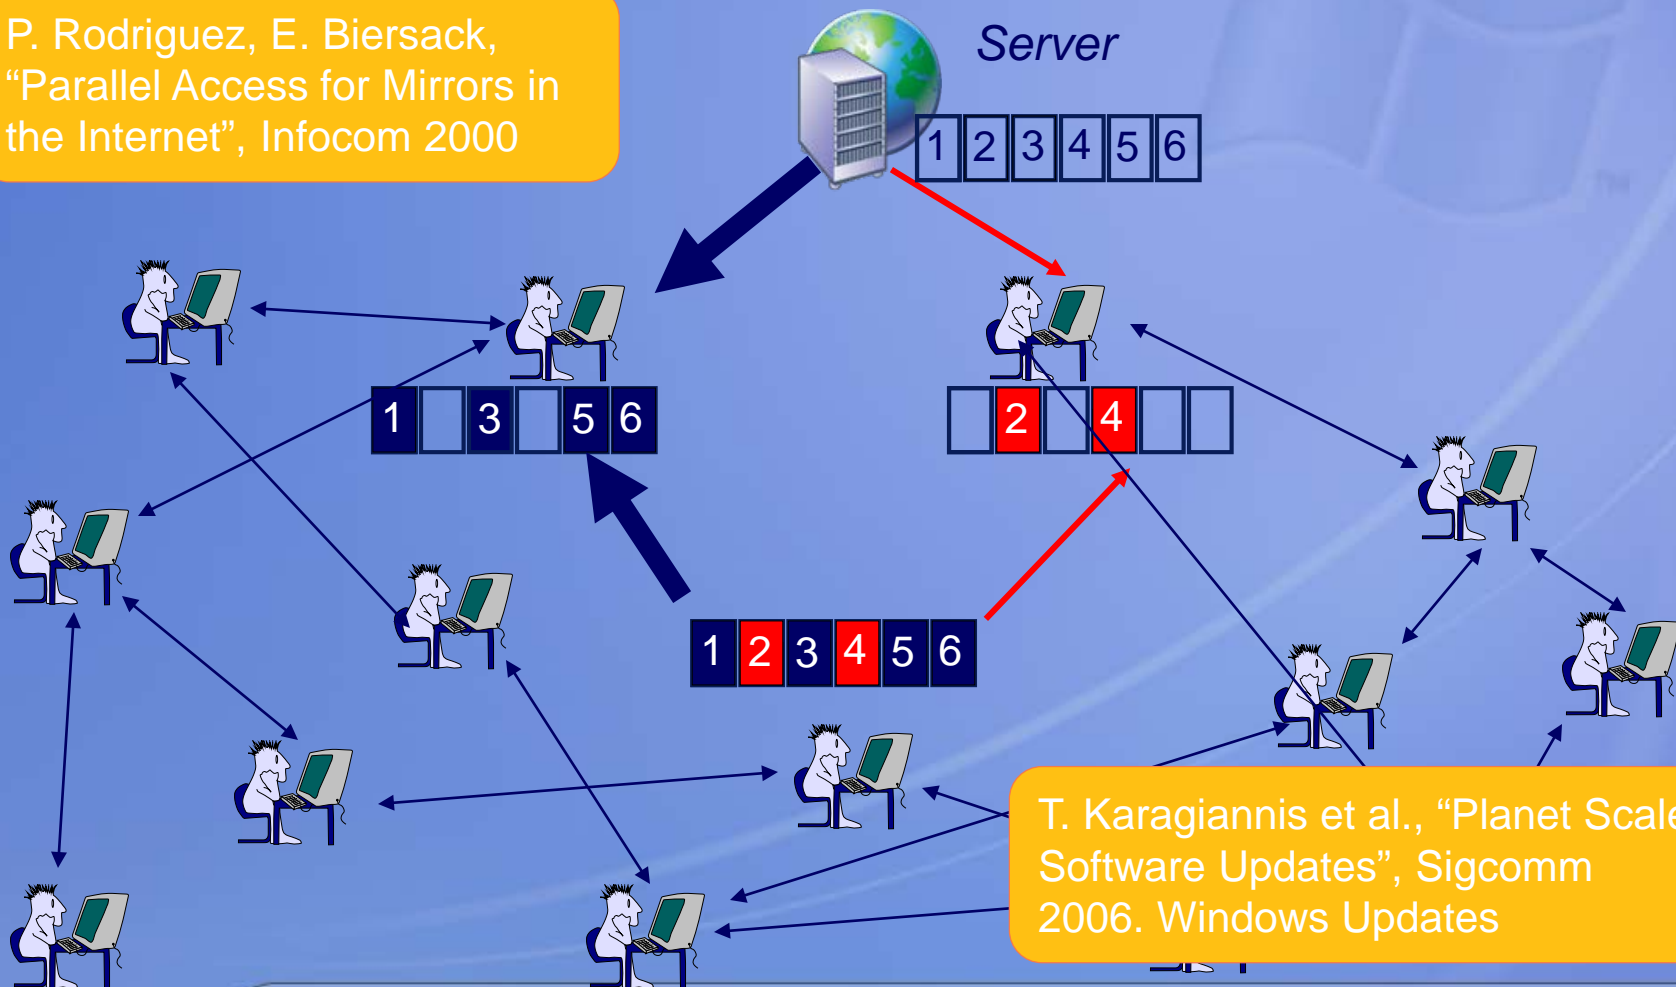 P. Rodriguez, E. Biersack,
“Parallel Access for Mirrors in
the Internet”, Infocom 2000
Server
1 2 3 4 5 6
TM
1 3 5 6
2 4
1 2 3 4 5 6
T. Karagiannis et al., “Planet Scale
Software Updates”, Sigcomm
2006. Windows Updates